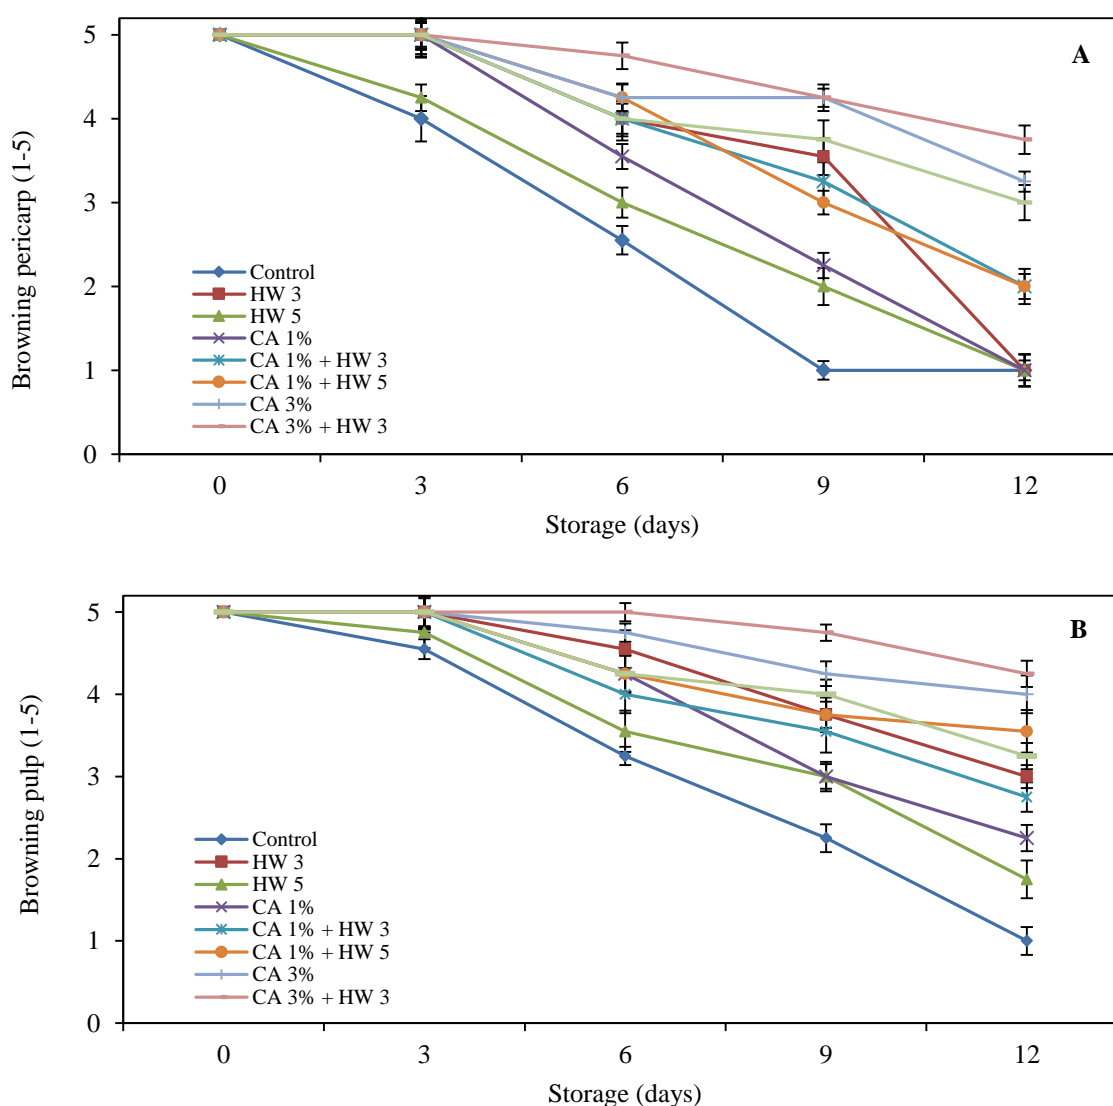 A
5
4
3
2
1
0
Browning pericarp (1-5)
Control
HW 3
HW 5
CA 1%
CA 1% + HW 3
CA 1% + HW 5
CA 3%
CA 3% + HW 3
0 3 6 9 12
Storage (days)
B
5
4
3
2
1
0
Browning pulp (1-5)
Control
HW 3
HW 5
CA 1%
CA 1% + HW 3
CA 1% + HW 5
CA 3%
CA 3% + HW 3
0 3 6 9 12
Storage (days)